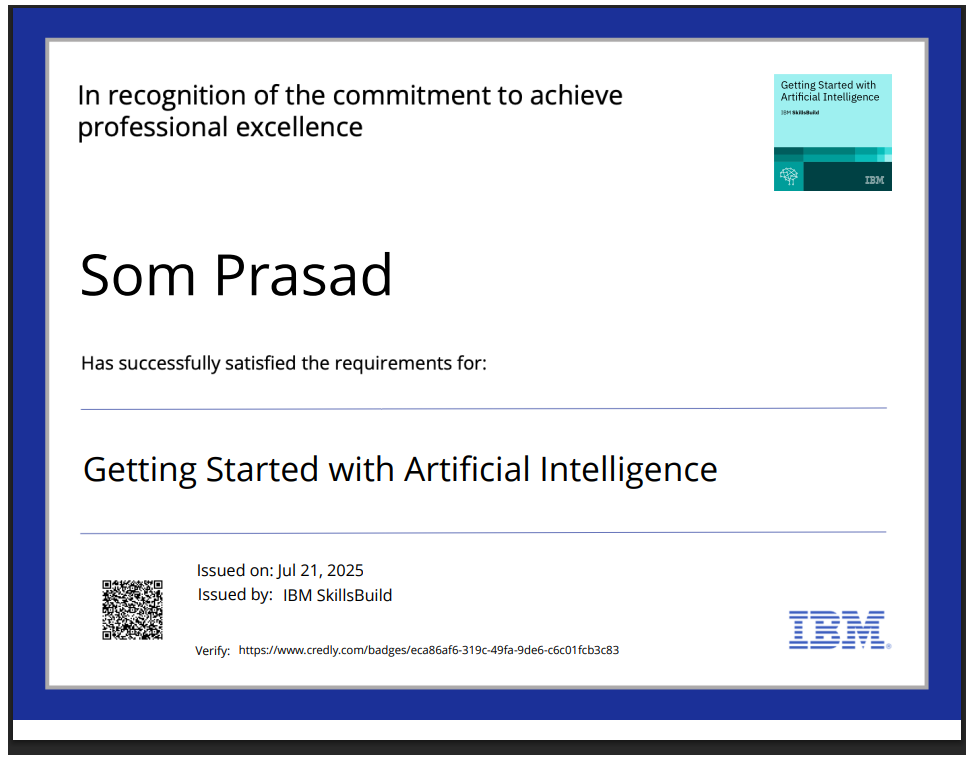 In recognition of the commitment to achieve
professional excellence
Getting Started with
Artificial Intelligence
IBM SkillsBuild
IBM
Som Prasad
Has successfully satisfied the requirements for:
Getting Started with Artificial Intelligence
Issued on: Jul 21, 2025
Issued by: IBM SkillsBuild
Verify: https://www.credly.com/badges/eca86af6-319c-49fa-9de6-c6c01fcb3c83
IBM®